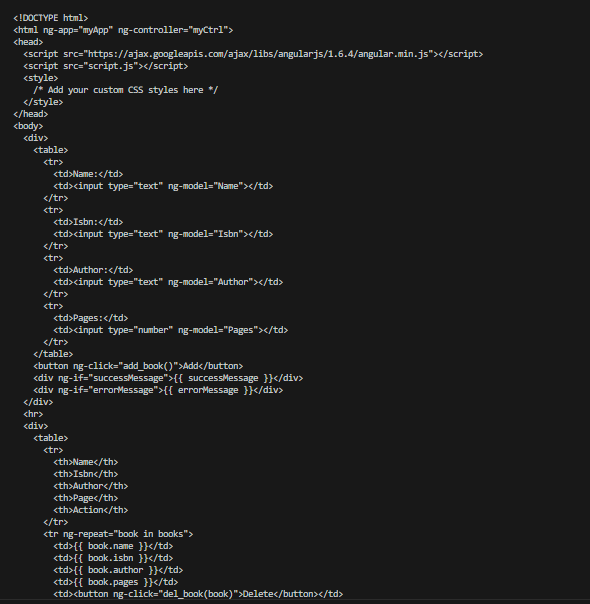 <!DOCTYPE html>
<html ng-app="myApp" ng-controller="myCtrl">
<head>
  <script src="https://ajax.googleapis.com/ajax/libs/angularjs/1.6.4/angular.min.js"></script>
  <script src="script.js"></script>
  <style>
    /* Add your custom CSS styles here */
  </style>
</head>
<body>
  <div>
    <table>
      <tr>
        <td>Name:</td>
        <td><input type="text" ng-model="Name"></td>
      </tr>
      <tr>
        <td>Isbn:</td>
        <td><input type="text" ng-model="Isbn"></td>
      </tr>
      <tr>
        <td>Author:</td>
        <td><input type="text" ng-model="Author"></td>
      </tr>
      <tr>
        <td>Pages:</td>
        <td><input type="number" ng-model="Pages"></td>
      </tr>
    </table>
    <button ng-click="add_book()">Add</button>
    <div ng-if="successMessage">{{ successMessage }}</div>
    <div ng-if="errorMessage">{{ errorMessage }}</div>
  </div>
  <hr>
  <div>
    <table>
      <tr>
        <th>Name</th>
        <th>Isbn</th>
        <th>Author</th>
        <th>Page</th>
        <th>Action</th>
      </tr>
      <tr ng-repeat="book in books">
        <td>{{ book.name }}</td>
        <td>{{ book.isbn }}</td>
        <td>{{ book.author }}</td>
        <td>{{ book.pages }}</td>
        <td><button ng-click="del_book(book)">Delete</button></td>